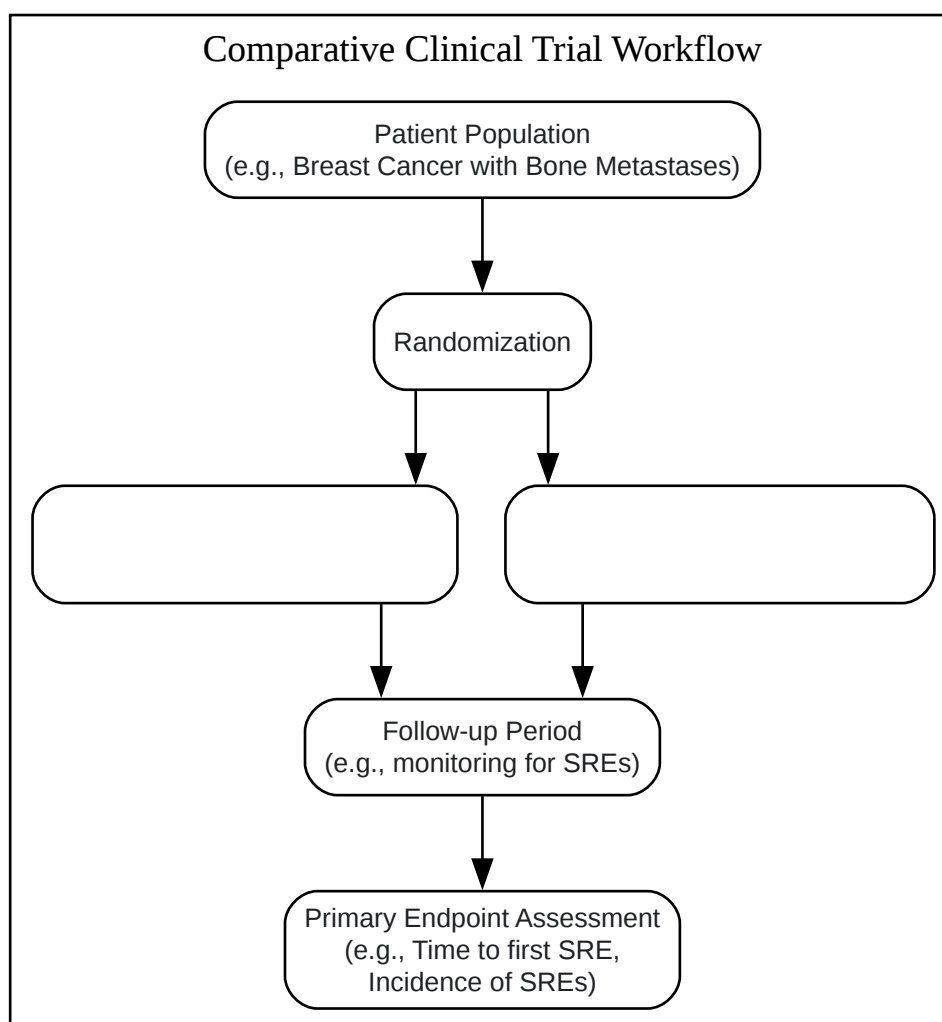 Comparative Clinical Trial Workflow
Patient Population
(e.g., Breast Cancer with Bone Metastases)
Randomization
Follow-up Period
(e.g., monitoring for SREs)
Primary Endpoint Assessment
(e.g., Time to first SRE,
Incidence of SREs)